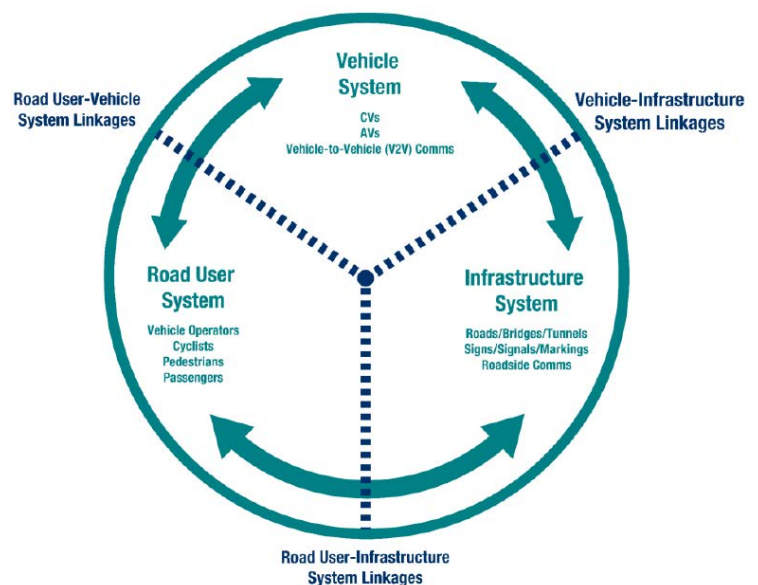 Vehicle
System
CVs
AVs
Vehicle-to-Vehicle (V2V) Comms
Road User-Vehicle
System Linkages
Vehicle-Infrastructure
System Linkages
Road User
System
Vehicle Operators
Cyclists
Pedestrians
Passengers
Infrastructure
System
Roads/Bridges/Tunnels
Signs/Signals/Markings
Roadside Comms
Road User-Infrastructure
System Linkages